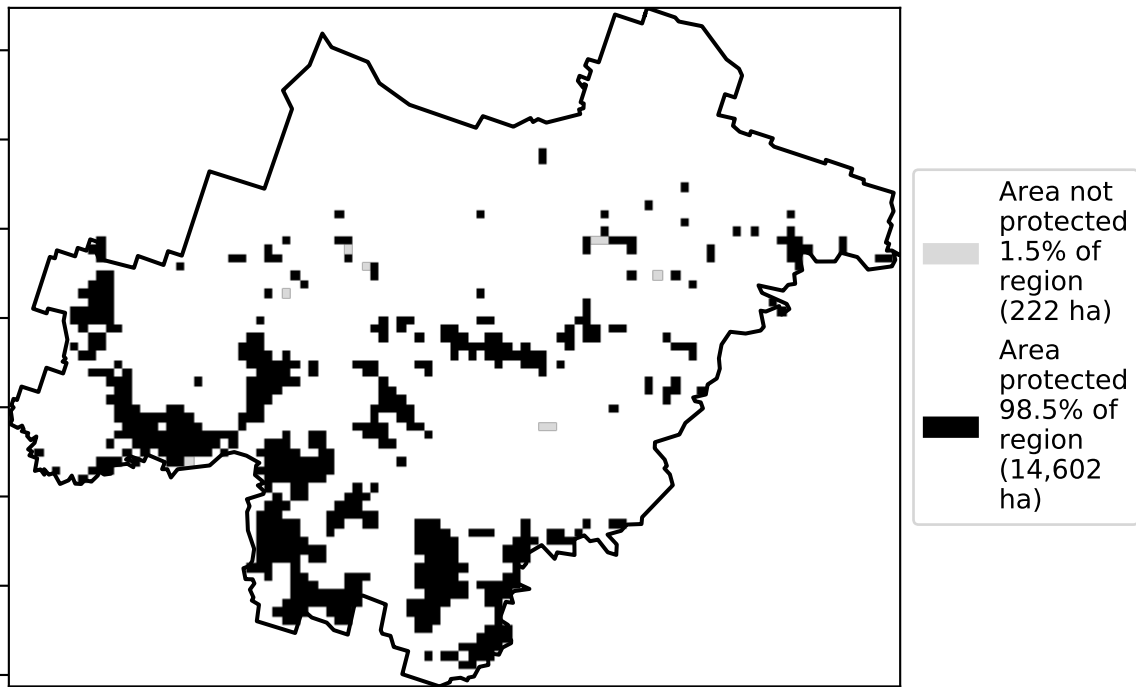 Area not
protected
1.5% of
region
(222 ha)
Area
protected
98.5% of
region
(14,602
ha)